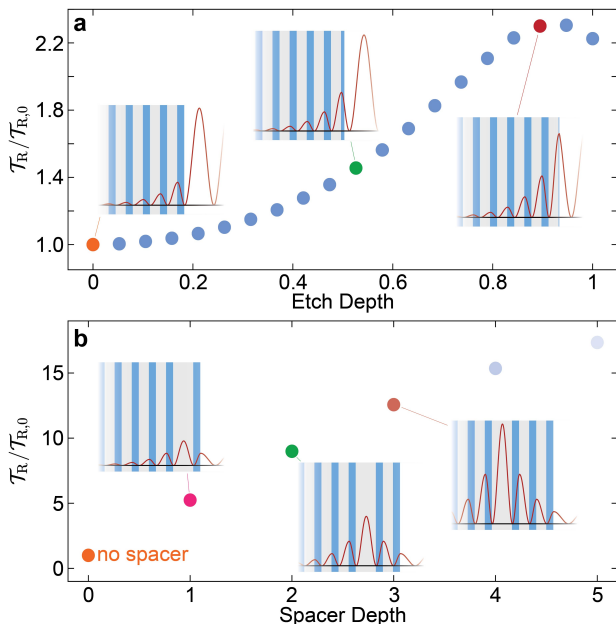 a
2.2
1.8
1.4
1.0
𝒯R/𝒯R,0
0 0.2 0.4 0.6 0.8 1
Etch Depth
b
15
10
5
0
𝒯R/𝒯R,0
no spacer
0 1 2 3 4 5
Spacer Depth